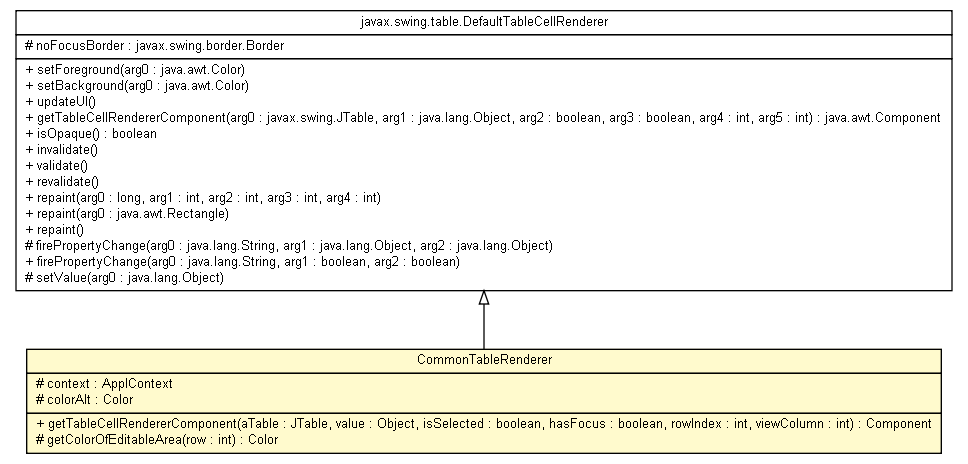 javax.swing.table.DefaultTableCellRenderer
# noFocusBorder : javax.swing.border.Border
+ setForeground(arg0 : java.awt.Color)
+ setBackground(arg0 : java.awt.Color)
+ updateUI()
+ getTableCellRendererComponent(arg0 : javax.swing.JTable, arg1 : java.lang.Object, arg2 : boolean, arg3 : boolean, arg4 : int, arg5 : int) : java.awt.Component
+ isOpaque() : boolean
+ invalidate()
+ validate()
+ revalidate()
+ repaint(arg0 : long, arg1 : int, arg2 : int, arg3 : int, arg4 : int)
+ repaint(arg0 : java.awt.Rectangle)
+ repaint()
# firePropertyChange(arg0 : java.lang.String, arg1 : java.lang.Object, arg2 : java.lang.Object)
+ firePropertyChange(arg0 : java.lang.String, arg1 : boolean, arg2 : boolean)
# setValue(arg0 : java.lang.Object)
CommonTableRenderer
# context : ApplContext
# colorAlt : Color
+ getTableCellRendererComponent(aTable : JTable, value : Object, isSelected : boolean, hasFocus : boolean, rowIndex : int, viewColumn : int) : Component
# getColorOfEditableArea(row : int) : Color